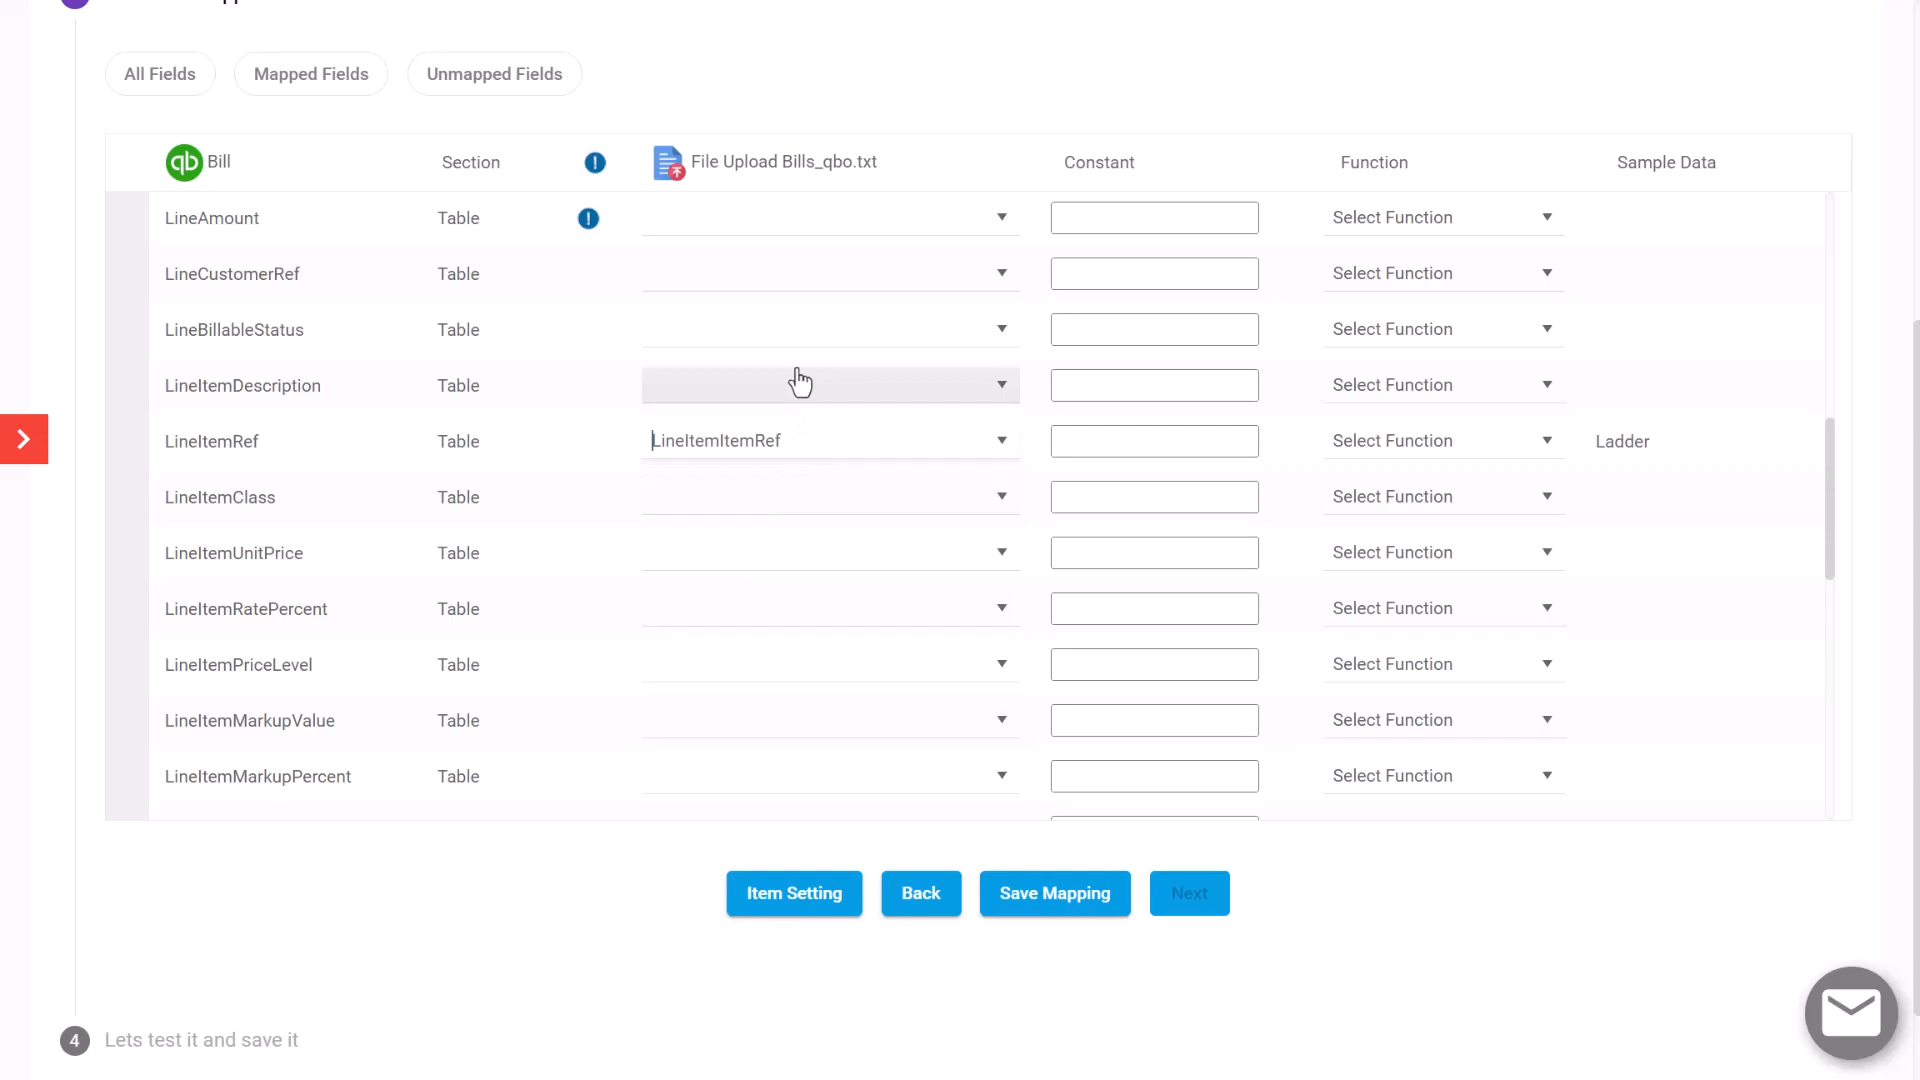 All Fields Mapped Fields Unmapped Fields
qb Bill Section ! File Upload Bills_qbo.txt Constant Function Sample Data
LineAmount Table ! Select Function
LineCustomerRef Table Select Function
LineBillableStatus Table Select Function
LineItemDescription Table Select Function
LineItemRef Table LineItemItemRef Select Function Ladder
LineItemClass Table Select Function
LineItemUnitPrice Table Select Function
LineItemRatePercent Table Select Function
LineItemPriceLevel Table Select Function
LineItemMarkupValue Table Select Function
LineItemMarkupPercent Table Select Function
Item Setting Back Save Mapping Next
4 Lets test it and save it